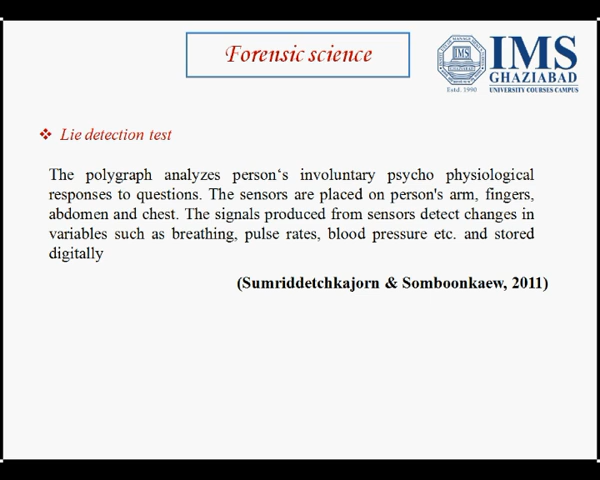 Forensic science
IMS
GHAZIABAD
UNIVERSITY COURSES CAMPUS
Estd. 1990
IMS
❖ Lie detection test
The polygraph analyzes person‘s involuntary psycho physiological
responses to questions. The sensors are placed on person's arm, fingers,
abdomen and chest. The signals produced from sensors detect changes in
variables such as breathing, pulse rates, blood pressure etc. and stored
digitally
(Sumriddetchkajorn & Somboonkaew, 2011)